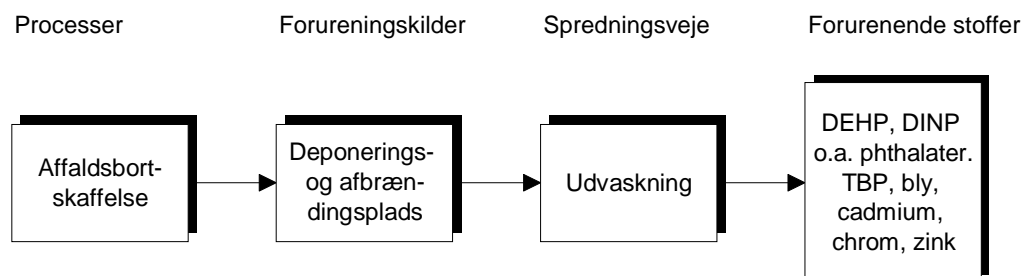 Processer
Forureningskilder
Spredningsveje
Forurenende stoffer
Affaldsbort-
skaffelse
Deponerings-
og afbræn-
dingsplads
Udvaskning
DEHP, DINP
o.a. phthalater.
TBP, bly,
cadmium,
chrom, zink